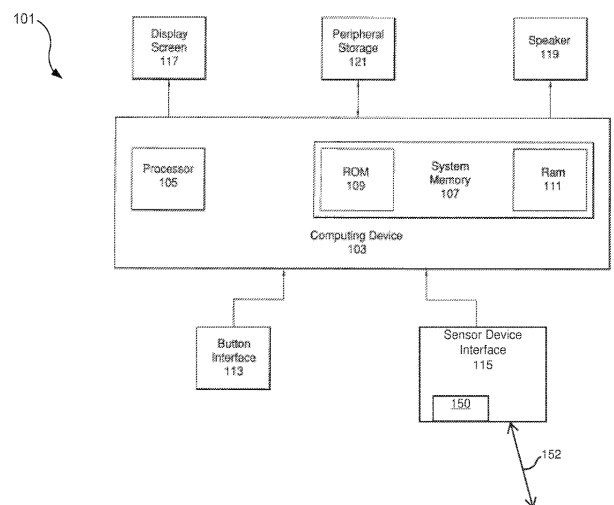 101
Display
Screen
117
Peripheral
Storage
121
Speaker
119
Processor
105
ROM
109
System
Memory
107
Ram
111
Computing Device
103
Button
Interface
113
Sensor Device
Interface
115
150
152